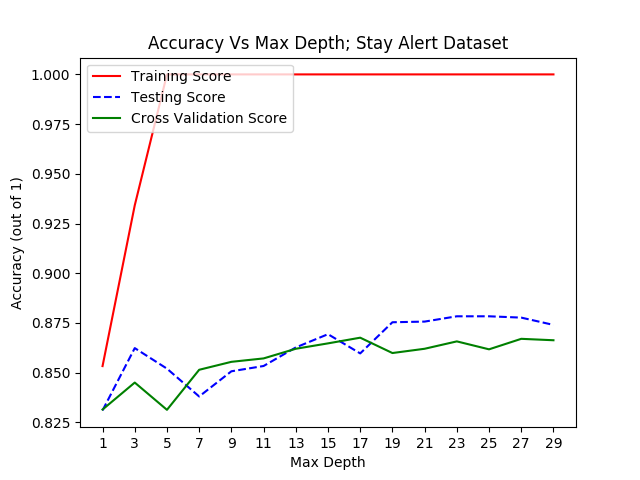 Accuracy Vs Max Depth; Stay Alert Dataset
Training Score
Testing Score
Cross Validation Score
Accuracy (out of 1)
1.000
0.975
0.950
0.925
0.900
0.875
0.850
0.825
1 3 5 7 9 11 13 15 17 19 21 23 25 27 29
Max Depth